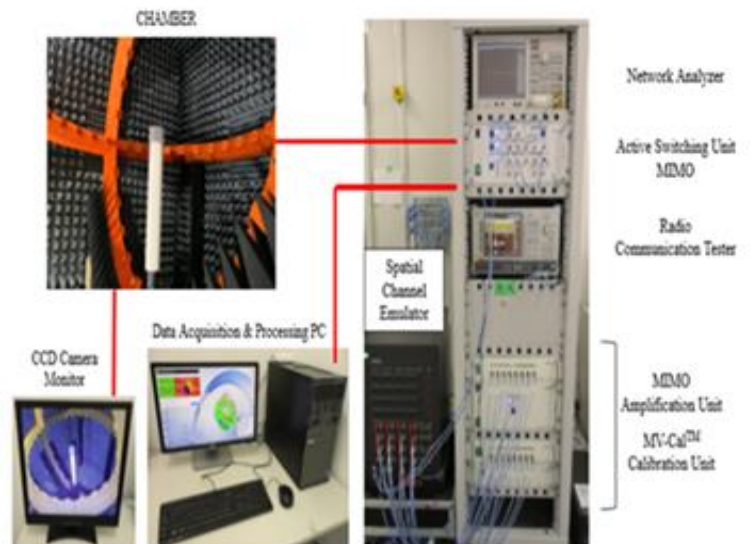 CHAMBER
Network Analyzer
Active Switching Unit
MIMO
Radio
Communication Tester
Spatial
Channel
Emulator
Data Acquisition & Processing PC
CCD Camera
Monitor
MIMO
Amplification Unit
MV-Cal™
Calibration Unit